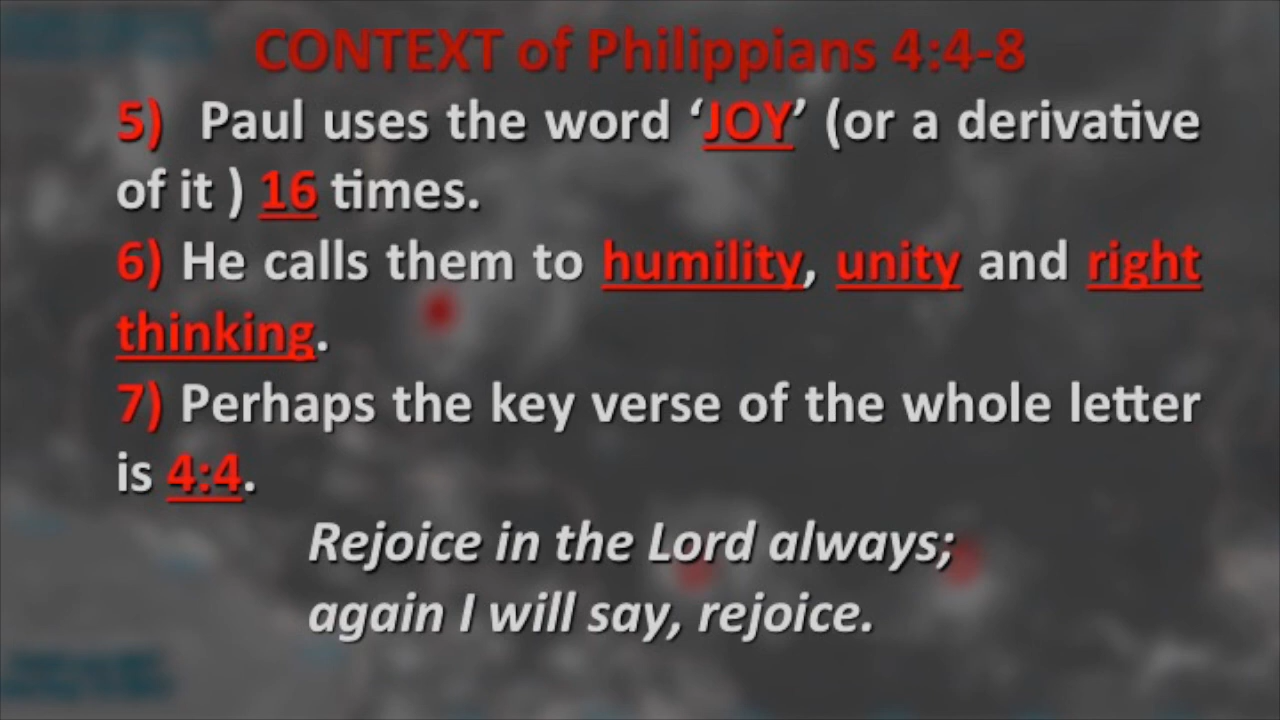 CONTEXT of Philippians 4:4-8
5) Paul uses the word ‘JOY’ (or a derivative
of it ) 16 times.
6) He calls them to humility, unity and right
thinking.
7) Perhaps the key verse of the whole letter
is 4:4.
Rejoice in the Lord always;
again I will say, rejoice.